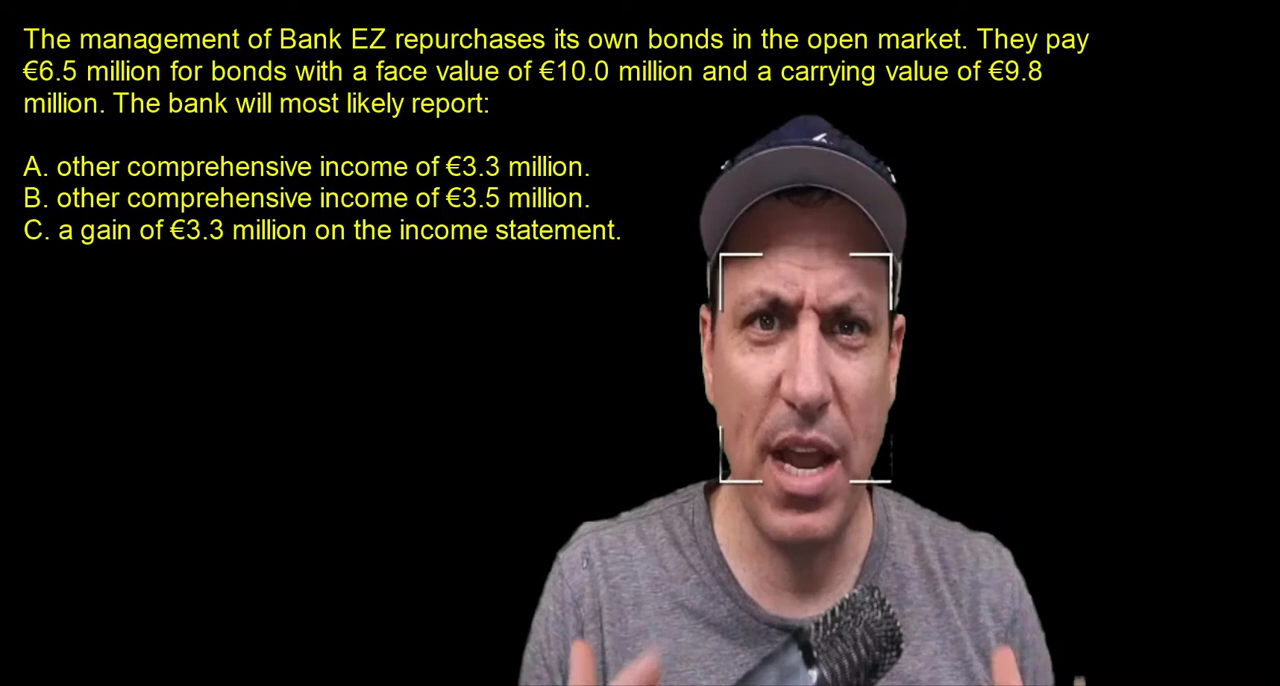 The management of Bank EZ repurchases its own bonds in the open market. They pay
€6.5 million for bonds with a face value of €10.0 million and a carrying value of €9.8
million. The bank will most likely report:
A. other comprehensive income of €3.3 million.
B. other comprehensive income of €3.5 million.
C. a gain of €3.3 million on the income statement.